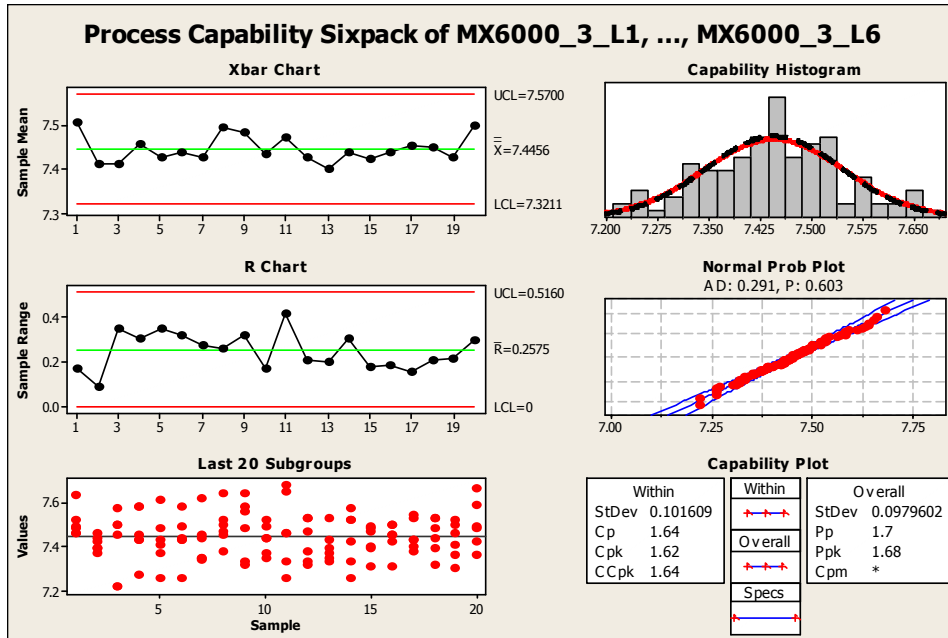 Process Capability Sixpack of MX6000_3_L1, ..., MX6000_3_L6
Xbar Chart
Sample Mean
7.5
7.4
7.3
1 3 5 7 9 11 13 15 17 19
UCL=7.5700
X=7.4456
LCL=7.3211
Capability Histogram
7.200 7.275 7.350 7.425 7.500 7.575 7.650
R Chart
Sample Range
0.4
0.2
0.0
1 3 5 7 9 11 13 15 17 19
UCL=0.5160
R=0.2575
LCL=0
Normal Prob Plot
AD: 0.291, P: 0.603
7.00 7.25 7.50 7.75
Last 20 Subgroups
Values
7.6
7.4
7.2
5 10 15 20
Sample
Capability Plot
Within
StDev 0.101609
Cp 1.64
Cpk 1.62
CCpk 1.64
Within
Overall
Specs
Overall
StDev 0.0979602
Pp 1.7
Ppk 1.68
Cpm *